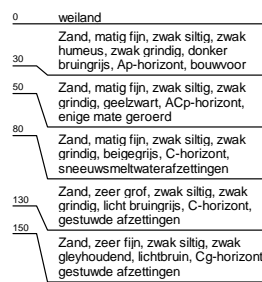 0 weiland
Zand, matig fijn, zwak siltig, zwak
humeus, zwak grindig, donker
30 bruingrijs, Ap-horizont, bouwvoor
50 Zand, matig fijn, zwak siltig, zwak
grindig, geelzwart, ACp-horizont,
enige mate geroerd
80 Zand, matig fijn, zwak siltig, zwak
grindig, beigegrijs, C-horizont,
sneeuwsmeltwaterafzettingen
130 Zand, zeer grof, zwak siltig, zwak
grindig, licht bruingrijs, C-horizont,
gestuwde afzettingen
150 Zand, zeer fijn, zwak siltig, zwak
gleyhoudend, lichtbruin, Cg-horizont
gestuwde afzettingen